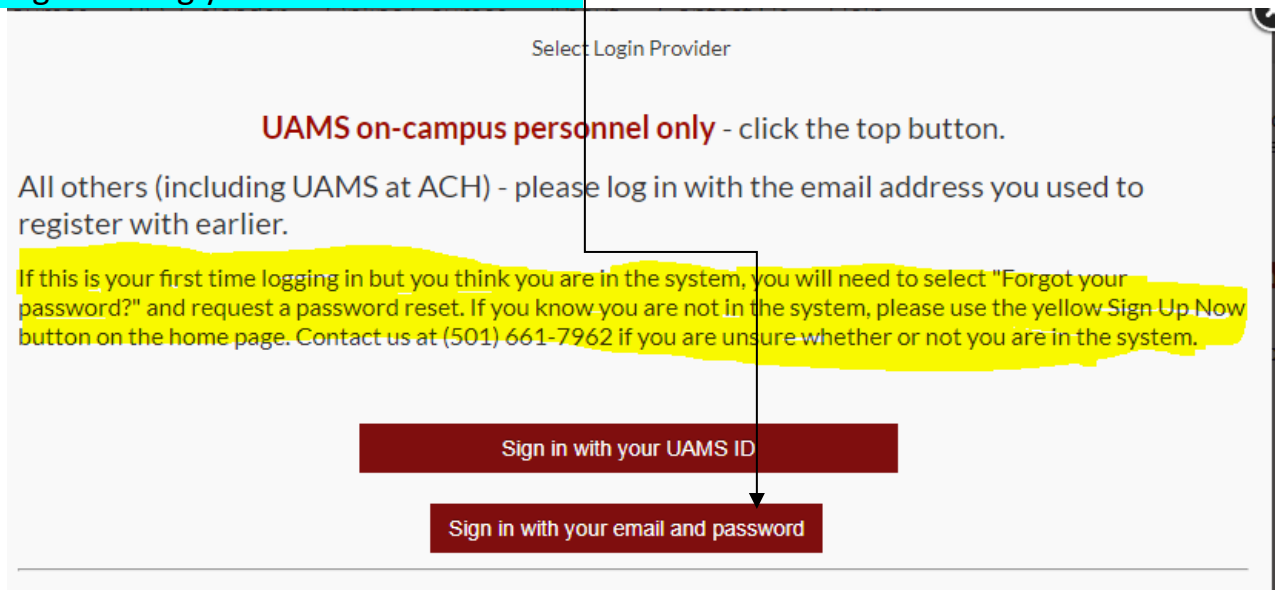 Select Login Provider
UAMS on-campus personnel only - click the top button.
All others (including UAMS at ACH) - please log in with the email address you used to
register with earlier.
If this is your first time logging in but you think you are in the system, you will need to select "Forgot your
password?" and request a password reset. If you know you are not in the system, please use the yellow Sign Up Now
button on the home page. Contact us at (501) 661-7962 if you are unsure whether or not you are in the system.
Sign in with your UAMS ID
Sign in with your email and password